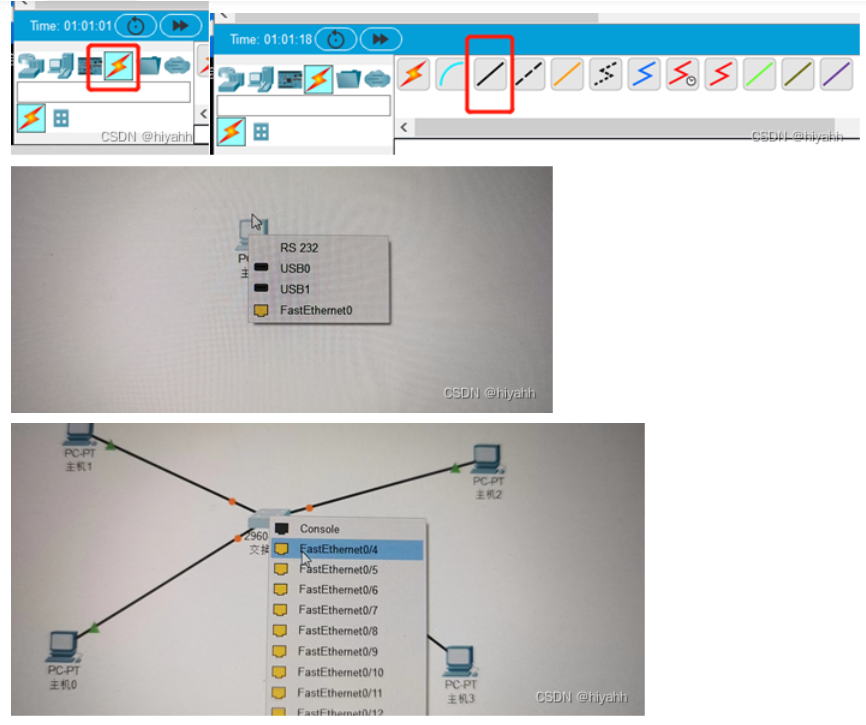 Time: 01:01:01
CSDN @hiyahh
Time: 01:01:18
CSDN @hiyahh
RS 232
USB0
USB1
FastEthernet0
CSDN @hiyahh
PC-PT
主机1
PC-PT
主机2
2960
Console
FastEthernet0/4
FastEthernet0/5
FastEthernet0/6
FastEthernet0/7
FastEthernet0/8
FastEthernet0/9
FastEthernet0/10
FastEthernet0/11
FastEthernet0/12
PC-PT
主机0
PC-PT
主机3
CSDN @hiyahh